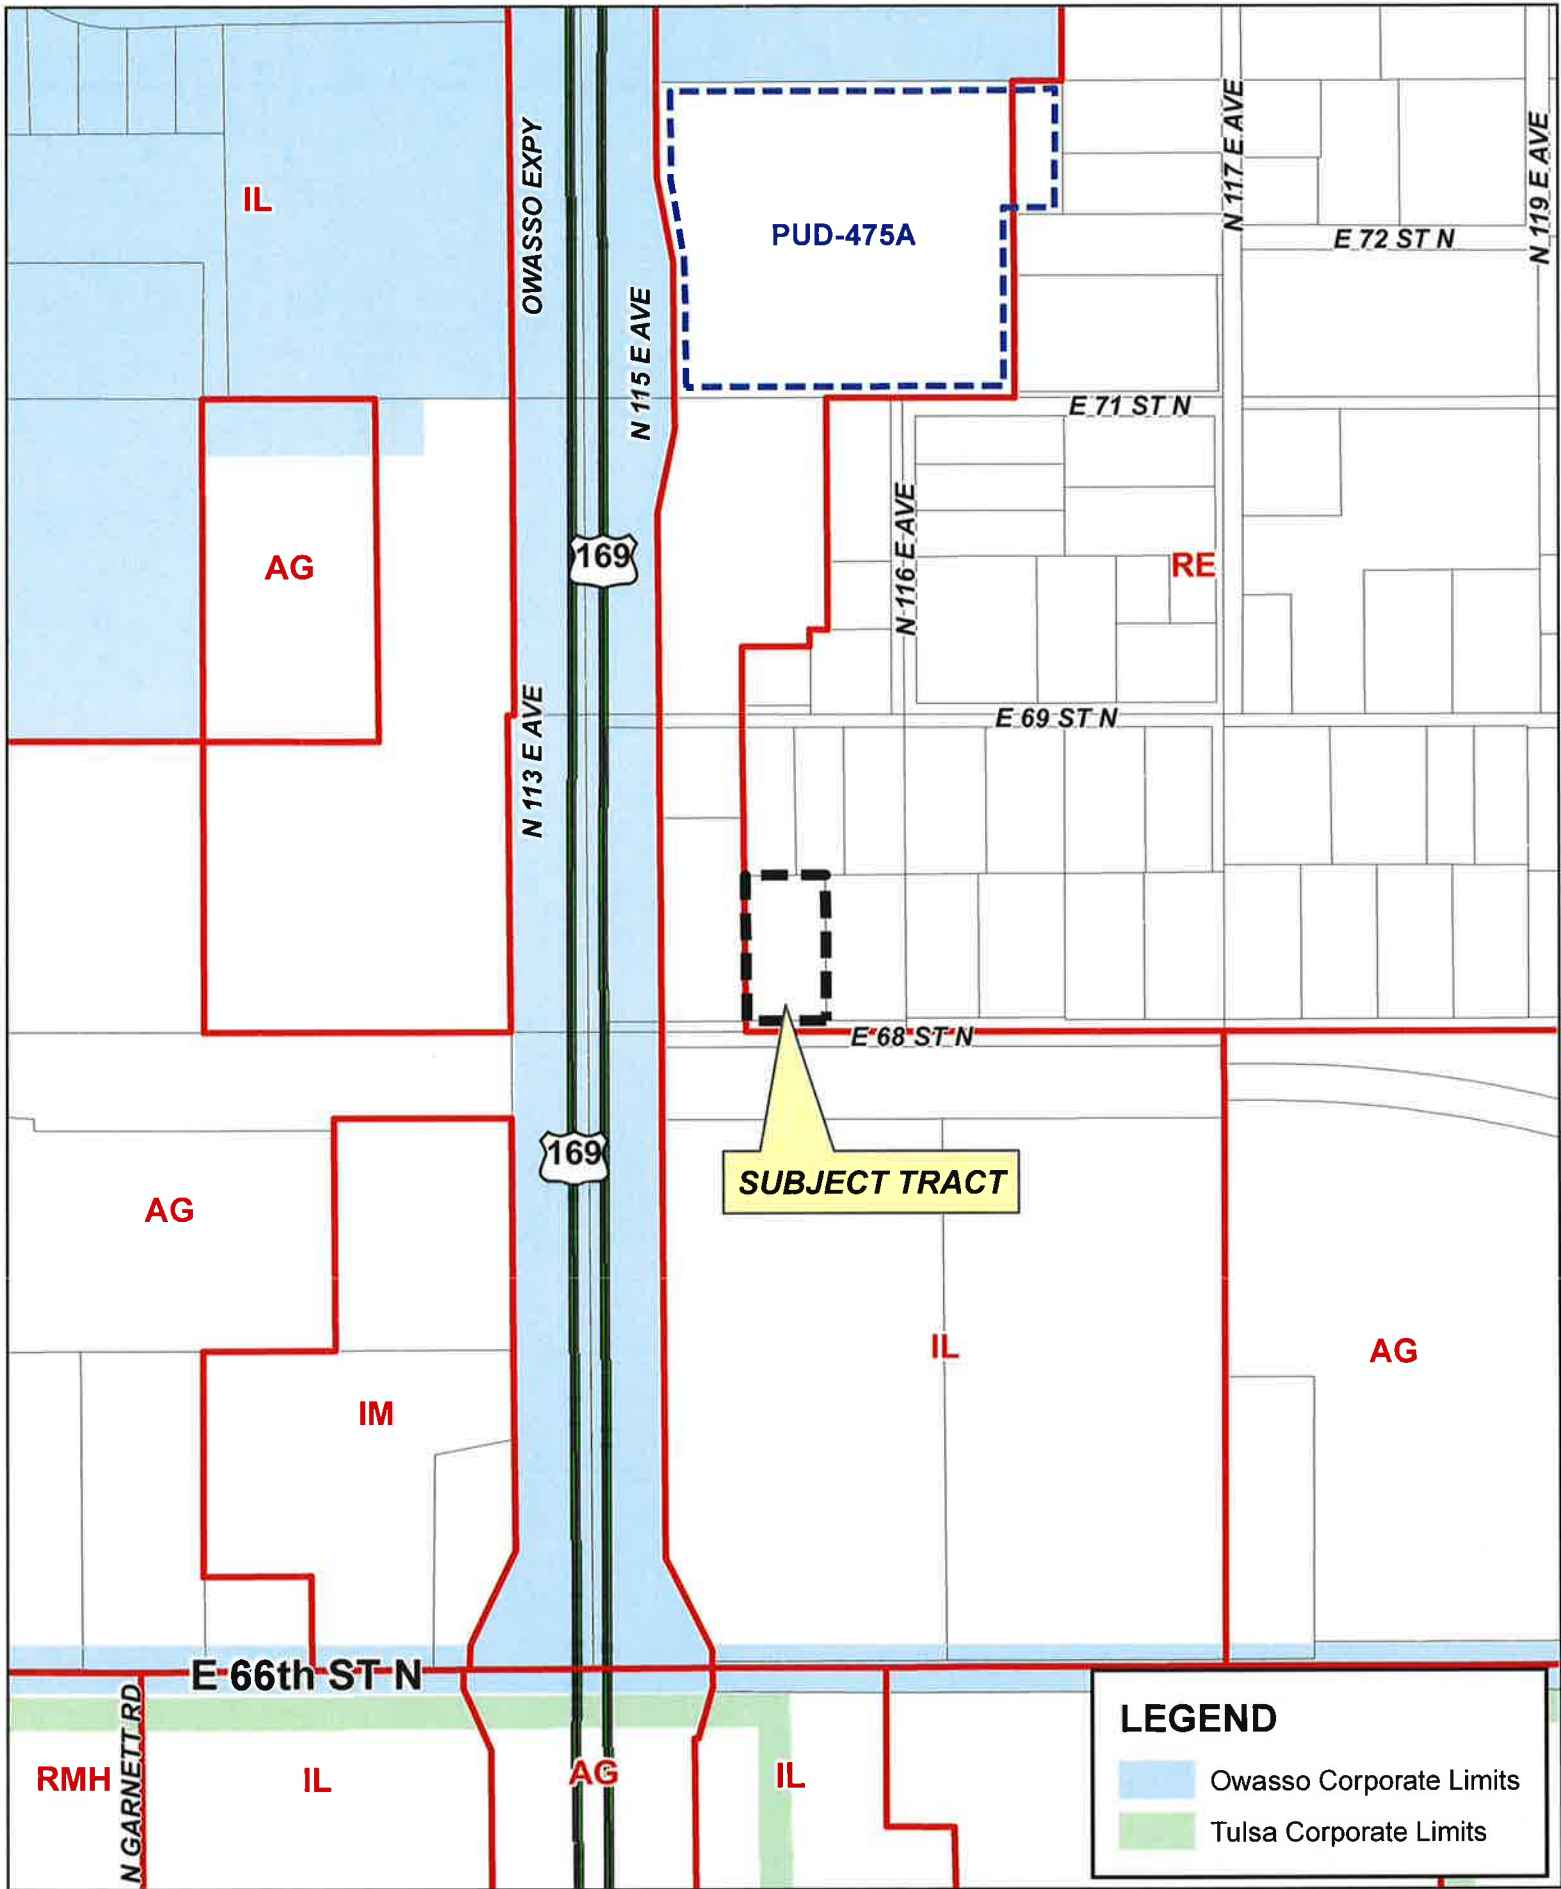 IL
OWASSO EXPY
N 115 E AVE
PUD-475A
N 117 E AVE
N 119 E AVE
E 72 ST N
E 71 ST N
AG
169
N 116 E AVE
RE
N 113 E AVE
E 69 ST N
E 68 ST N
169
SUBJECT TRACT
AG
IL
AG
IM
E 66th ST N
N GARNETT RD
RMH
IL
AG
IL
LEGEND
Owasso Corporate Limits
Tulsa Corporate Limits